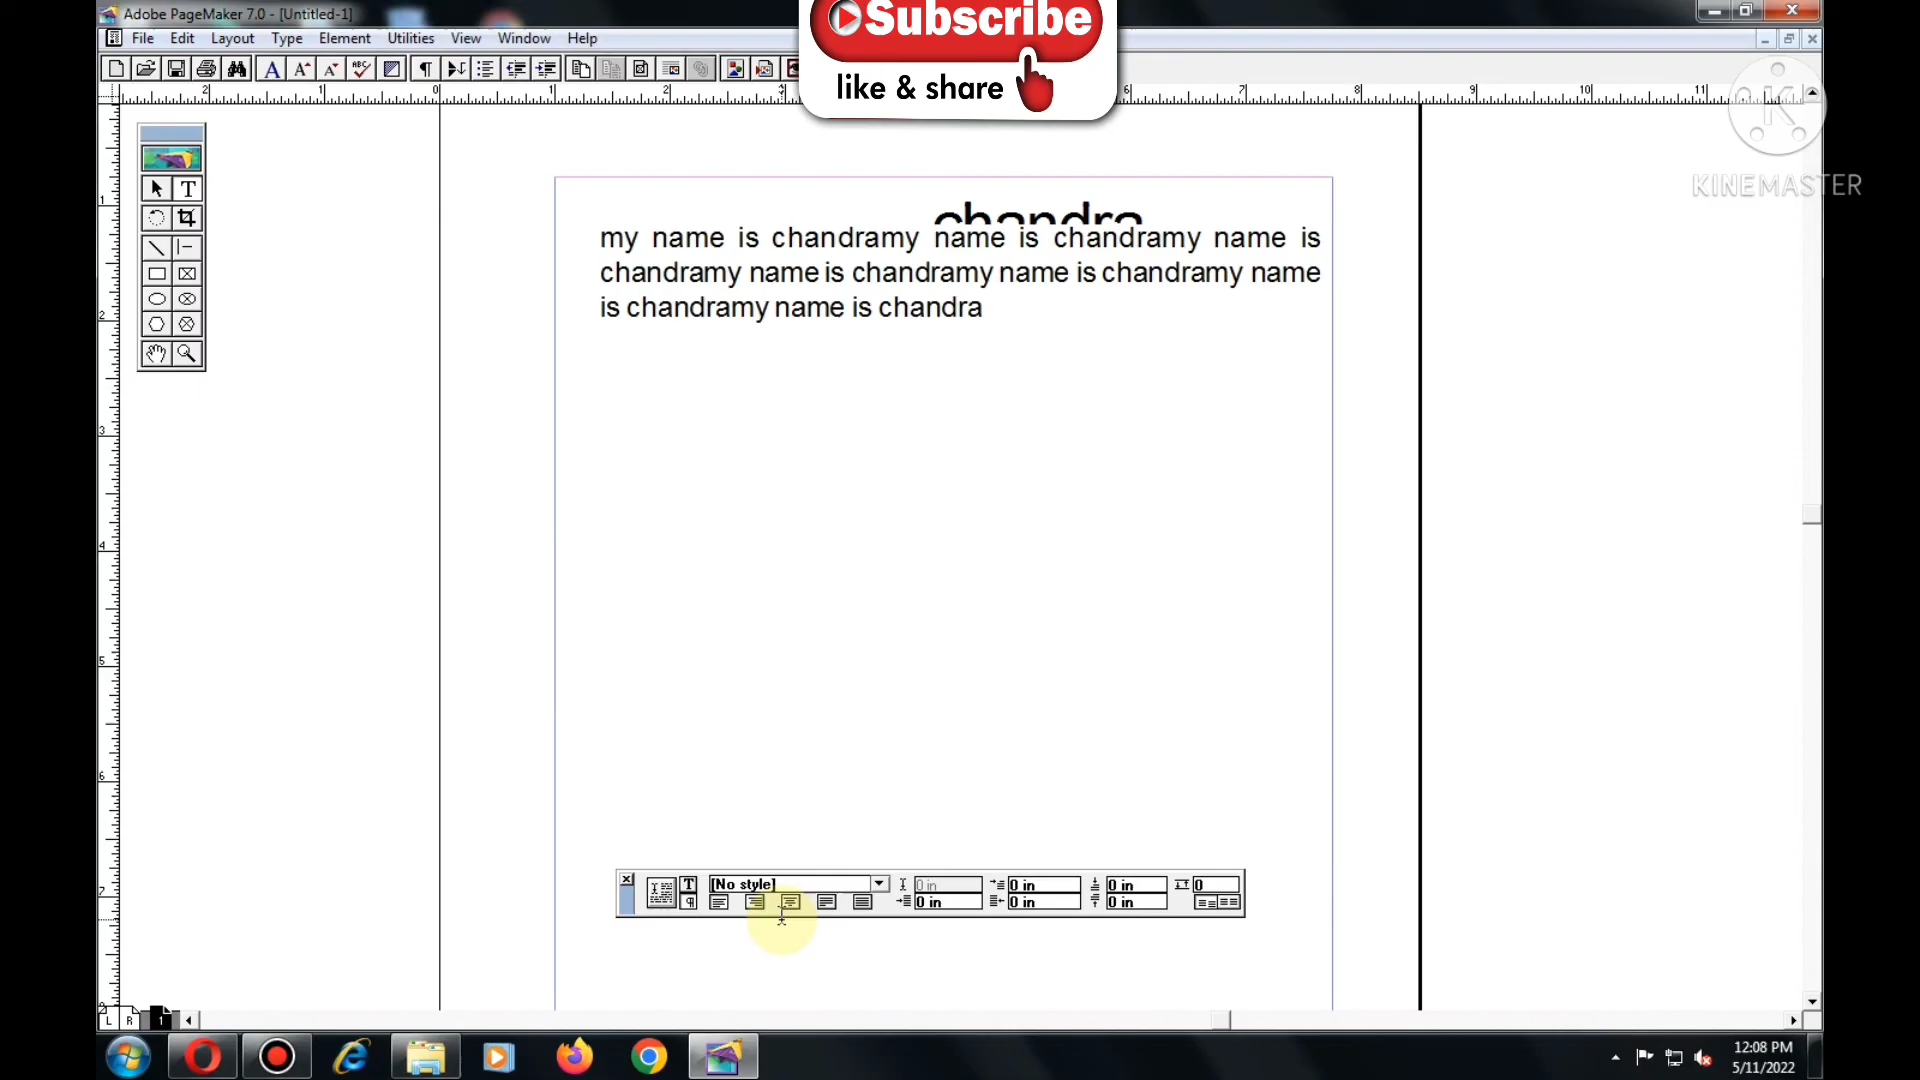 Adobe PageMaker 7.0 - [Untitled-1]
Subscribe
like & share
File Edit Layout Type Element Utilities View Window Help
KINEMASTER
chandra
my name is chandramy name is chandramy name is
chandramy name is chandramy name is chandramy name
is chandramy name is chandra
[No style] 0 in 0 in 0 in 0
0 in 0 in 0 in
L R 1
12:08 PM
5/11/2022